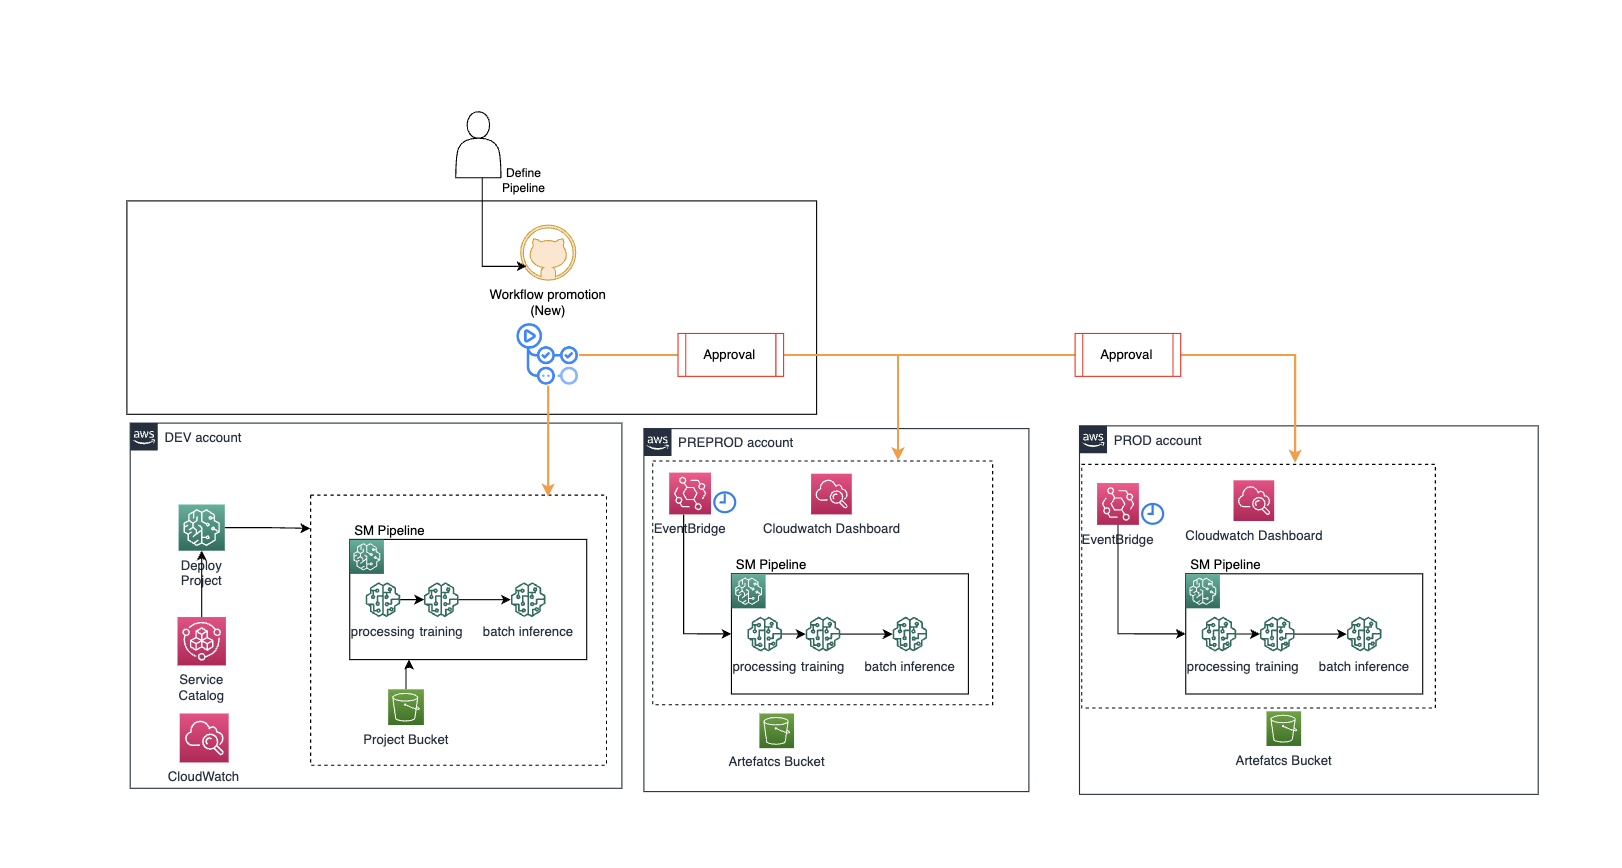 Define
Pipeline
Workflow promotion
(New)
Approval
Approval
aws
DEV account
Deploy
Project
Service
Catalog
CloudWatch
SM Pipeline
processing
training
batch inference
Project Bucket
aws
PREPROD account
EventBridge
Cloudwatch Dashboard
SM Pipeline
processing
training
batch inference
Artefatcs Bucket
aws
PROD account
EventBridge
Cloudwatch Dashboard
SM Pipeline
processing
training
batch inference
Artefatcs Bucket